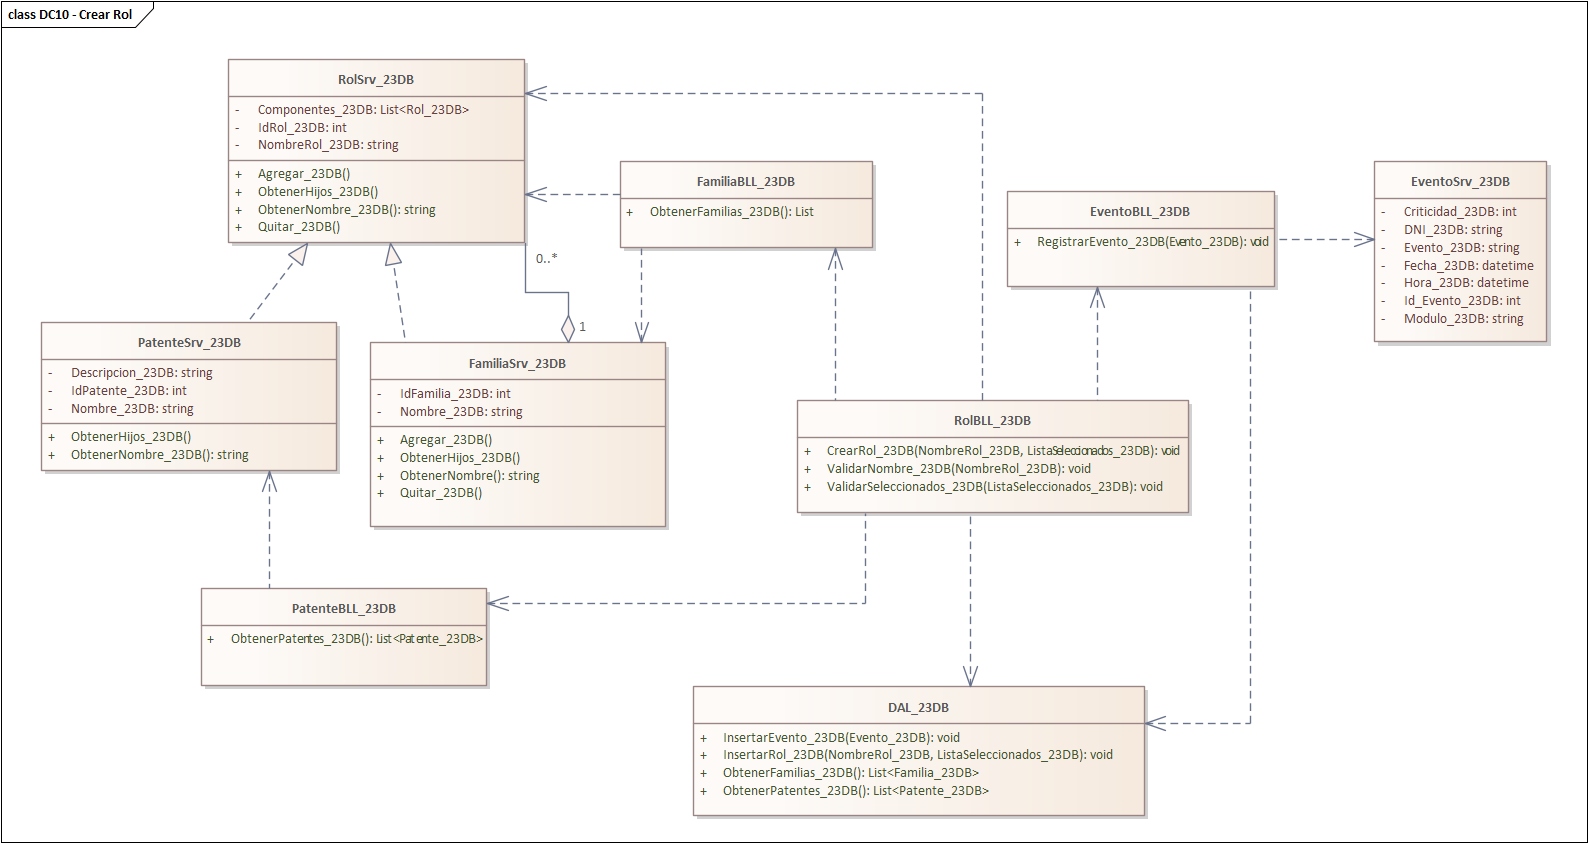 class DC10 - Crear Rol
RolSrv_23DB
- Componentes_23DB: List<Rol_23DB>
- IdRol_23DB: int
- NombreRol_23DB: string
+ Agregar_23DB()
+ ObtenerHijos_23DB()
+ ObtenerNombre_23DB(): string
+ Quitar_23DB()
FamiliaBLL_23DB
+ ObtenerFamilias_23DB(): List
EventoBLL_23DB
+ RegistrarEvento_23DB(Evento_23DB): void
EventoSrv_23DB
- Criticidad_23DB: int
- DNI_23DB: string
- Evento_23DB: string
- Fecha_23DB: datetime
- Hora_23DB: datetime
- Id_Evento_23DB: int
- Modulo_23DB: string
0..*
1
PatenteSrv_23DB
- Descripcion_23DB: string
- IdPatente_23DB: int
- Nombre_23DB: string
+ ObtenerHijos_23DB()
+ ObtenerNombre_23DB(): string
FamiliaSrv_23DB
- IdFamilia_23DB: int
- Nombre_23DB: string
+ Agregar_23DB()
+ ObtenerHijos_23DB()
+ ObtenerNombre(): string
+ Quitar_23DB()
RolBLL_23DB
+ CrearRol_23DB(NombreRol_23DB, ListaSeleccionados_23DB): void
+ ValidarNombre_23DB(NombreRol_23DB): void
+ ValidarSeleccionados_23DB(ListaSeleccionados_23DB): void
PatenteBLL_23DB
+ ObtenerPatentes_23DB(): List<Patente_23DB>
DAL_23DB
+ InsertarEvento_23DB(Evento_23DB): void
+ InsertarRol_23DB(NombreRol_23DB, ListaSeleccionados_23DB): void
+ ObtenerFamilias_23DB(): List<Familia_23DB>
+ ObtenerPatentes_23DB(): List<Patente_23DB>